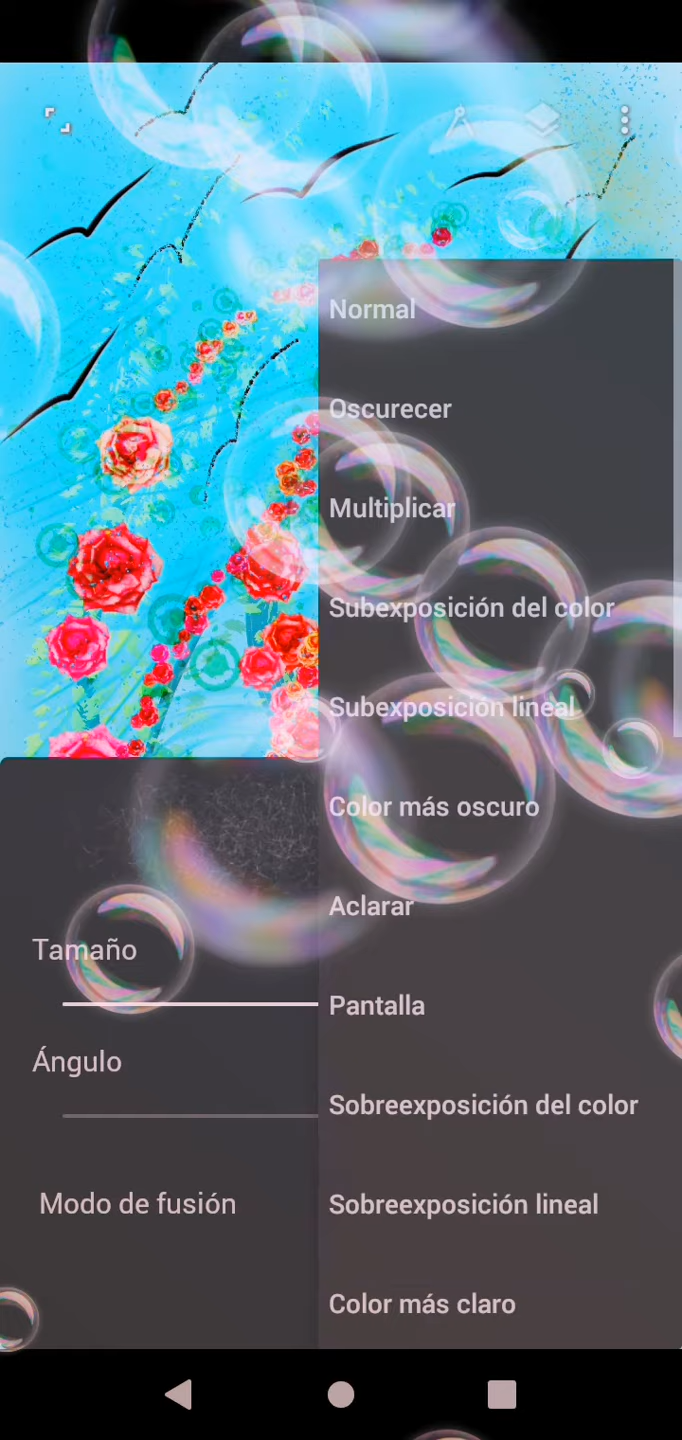 Normal
Oscurecer
Multiplicar
Subexposición del color
Subexposición lineal
Color más oscuro
Aclarar
Pantalla
Sobreexposición del color
Sobreexposición lineal
Color más claro
Tamaño
Ángulo
Modo de fusión